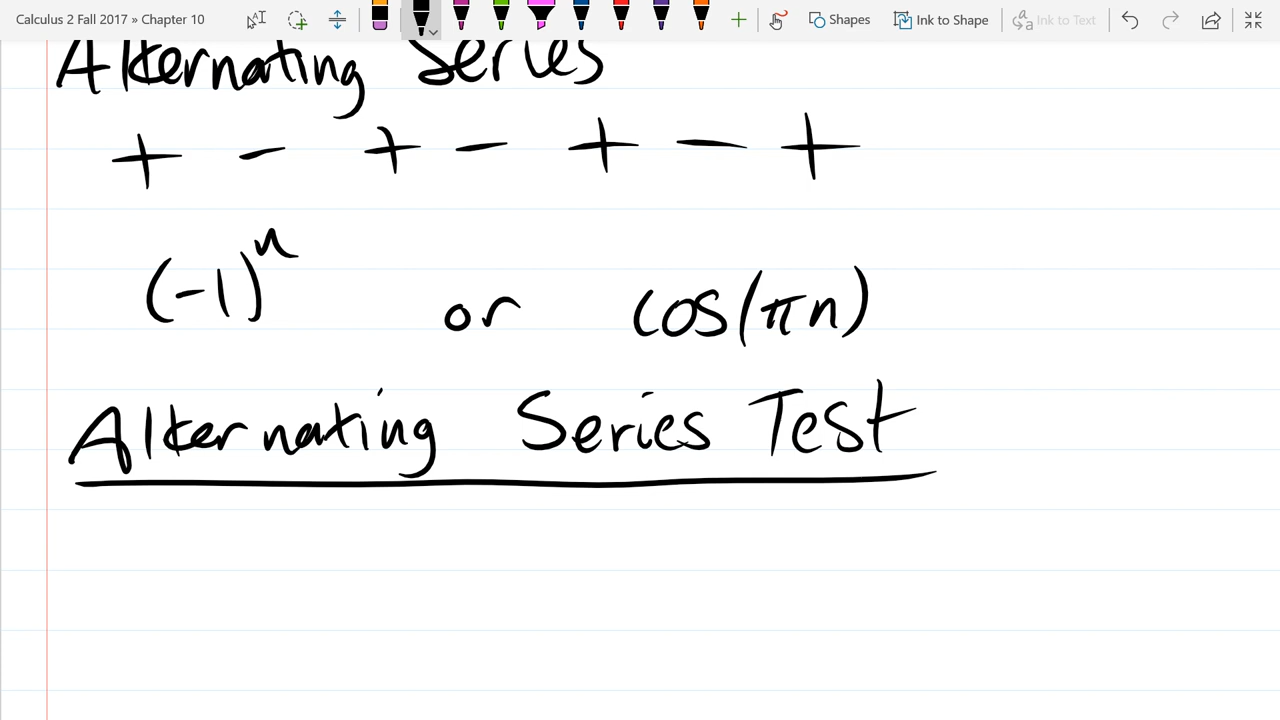 Calculus 2 Fall 2017 » Chapter 10
Shapes
Ink to Shape
Ink to Text
Alternating Series
+ - + - + - +
(-1)^n or cos(πn)
Alternating Series Test